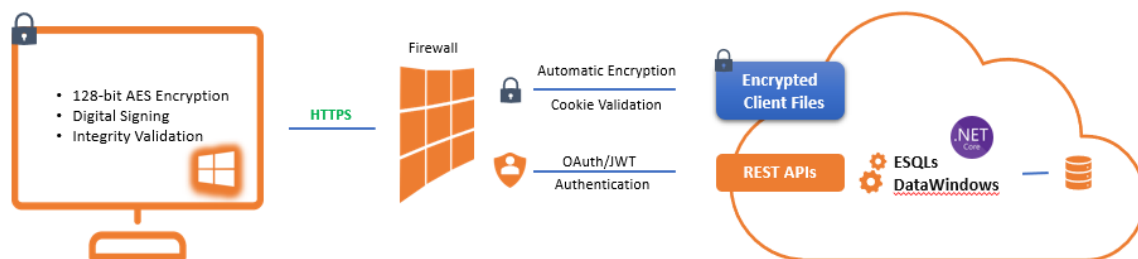 • 128-bit AES Encryption
• Digital Signing
• Integrity Validation
HTTPS
Firewall
Automatic Encryption
Cookie Validation
OAuth/JWT
Authentication
Encrypted
Client Files
REST APIs
.NET
Core
ESQLs
DataWindows